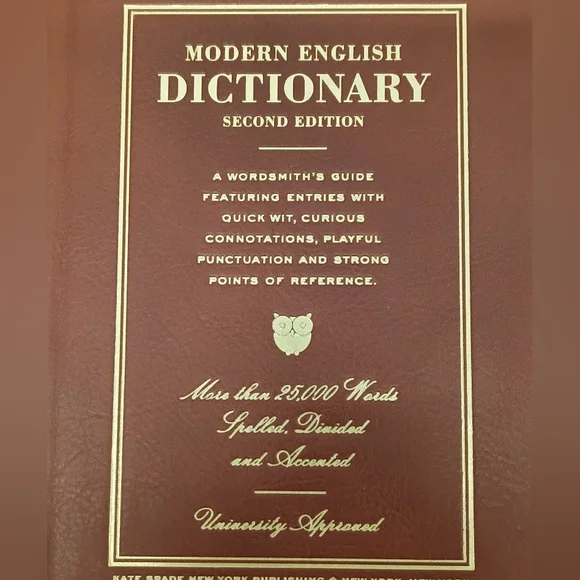 MODERN ENGLISH
DICTIONARY
SECOND EDITION
A WORDSMITH'S GUIDE
FEATURING ENTRIES WITH
QUICK WIT, CURIOUS
CONNOTATIONS, PLAYFUL
PUNCTUATION AND STRONG
POINTS OF REFERENCE.
More than 25,000 Words
Spelled, Divided
and Accented
University Approved
KATE SPADE NEW YORK PUBLISHING